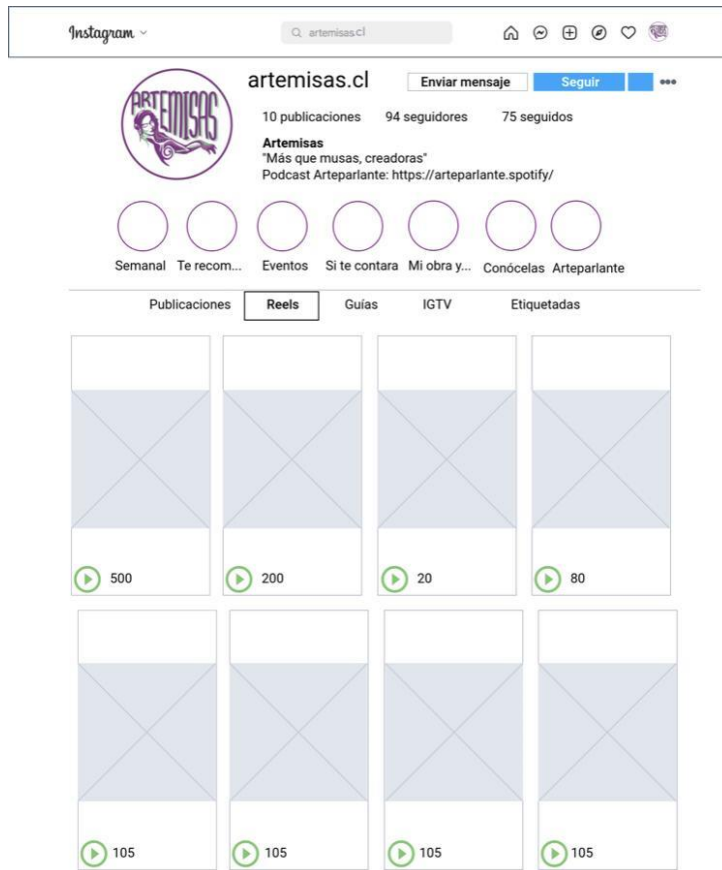 Instagram
artemisas.cl
artemisas.cl Enviar mensaje Seguir
ARTEMISAS
10 publicaciones 94 seguidores 75 seguidos
Artemisas
"Más que musas, creadoras"
Podcast Arteparlante: https://arteparlante.spotify/
Semanal Te recom... Eventos Si te contara Mi obra y... Conócelas Arteparlante
Publicaciones Reels Guías IGTV Etiquetadas
500 200 20 80
105 105 105 105